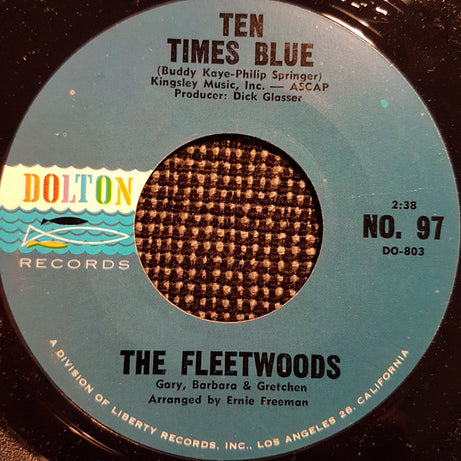 TEN
TIMES BLUE
(Buddy Kaye-Philip Springer)
Kingsley Music, Inc. — ASCAP
Producer: Dick Glasser
DOLTON
RECORDS
2:38
NO. 97
DO-803
THE FLEETWOODS
Gary, Barbara & Gretchen
Arranged by Ernie Freeman
A DIVISION OF LIBERTY RECORDS, INC., LOS ANGELES 28, CALIFORNIA